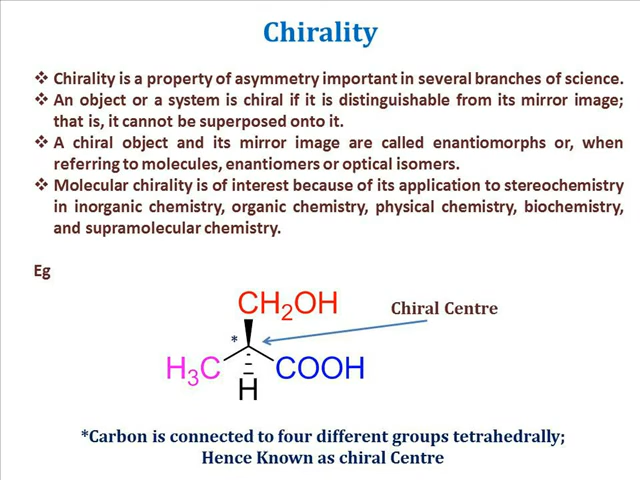 Chirality
❖ Chirality is a property of asymmetry important in several branches of science.
❖ An object or a system is chiral if it is distinguishable from its mirror image;
that is, it cannot be superposed onto it.
❖ A chiral object and its mirror image are called enantiomorphs or, when
referring to molecules, enantiomers or optical isomers.
❖ Molecular chirality is of interest because of its application to stereochemistry
in inorganic chemistry, organic chemistry, physical chemistry, biochemistry,
and supramolecular chemistry.
Eg
CH₂OH
Chiral Centre
*
H₃C COOH
H
*Carbon is connected to four different groups tetrahedrally;
Hence Known as chiral Centre